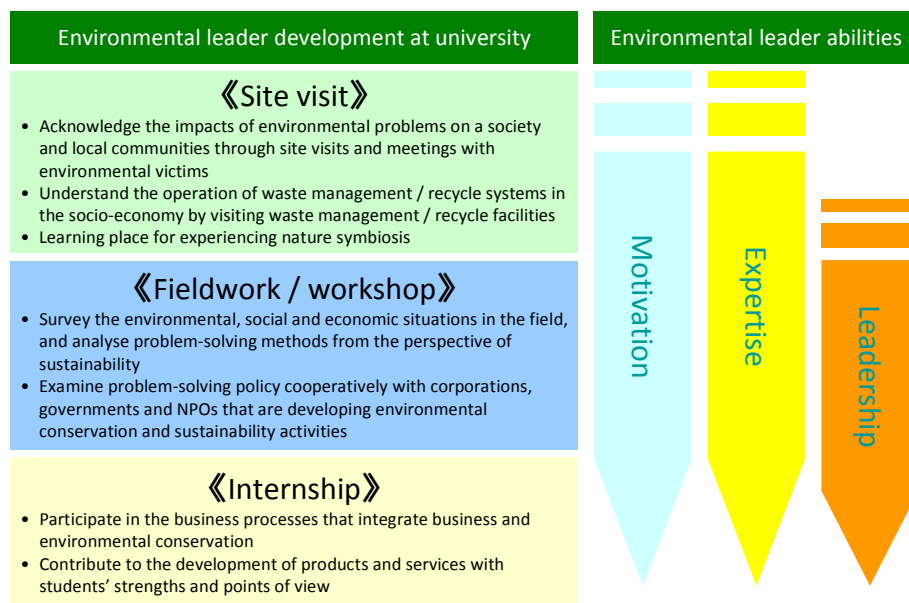 Environmental leader development at university
Environmental leader abilities
《Site visit》
• Acknowledge the impacts of environmental problems on a society
and local communities through site visits and meetings with
environmental victims
• Understand the operation of waste management / recycle systems in
the socio-economy by visiting waste management / recycle facilities
• Learning place for experiencing nature symbiosis
《Fieldwork / workshop》
• Survey the environmental, social and economic situations in the field,
and analyse problem-solving methods from the perspective of
sustainability
• Examine problem-solving policy cooperatively with corporations,
governments and NPOs that are developing environmental
conservation and sustainability activities
《Internship》
• Participate in the business processes that integrate business and
environmental conservation
• Contribute to the development of products and services with
students' strengths and points of view
Motivation
Expertise
Leadership